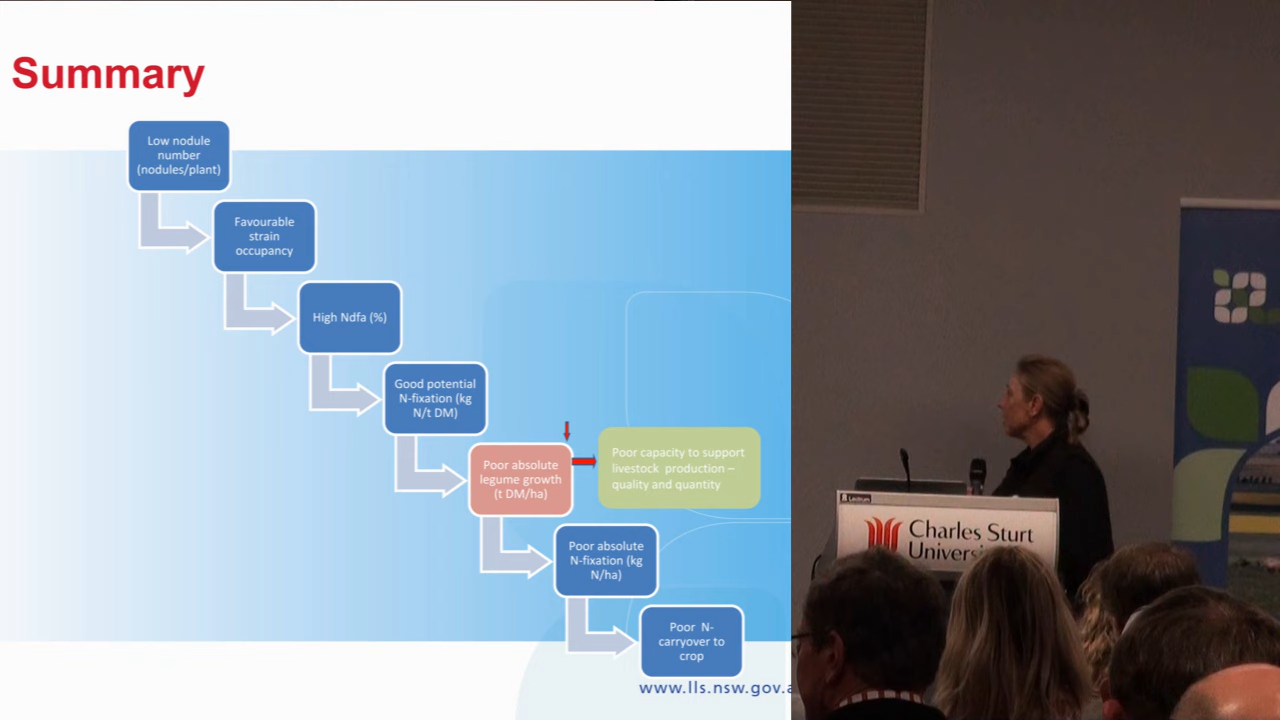 Summary
Low nodule
number
(nodules/plant)
Favourable
strain
occupancy
High Ndfa (%)
Good potential
N-fixation (kg
N/t DM)
Poor absolute
legume growth
(t DM/ha)
Poor capacity to support
livestock production –
quality and quantity
Poor absolute
N-fixation (kg
N/ha)
Poor N-
carryover to
crop
www.lls.nsw.gov.a
Lectrum
Charles Sturt
Universi